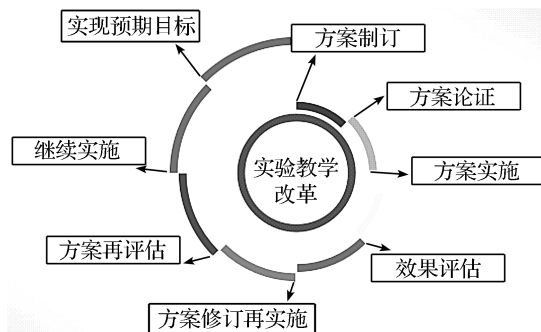 实现预期目标
方案制订
方案论证
继续实施
实验教学
改革
方案实施
方案再评估
效果评估
方案修订再实施